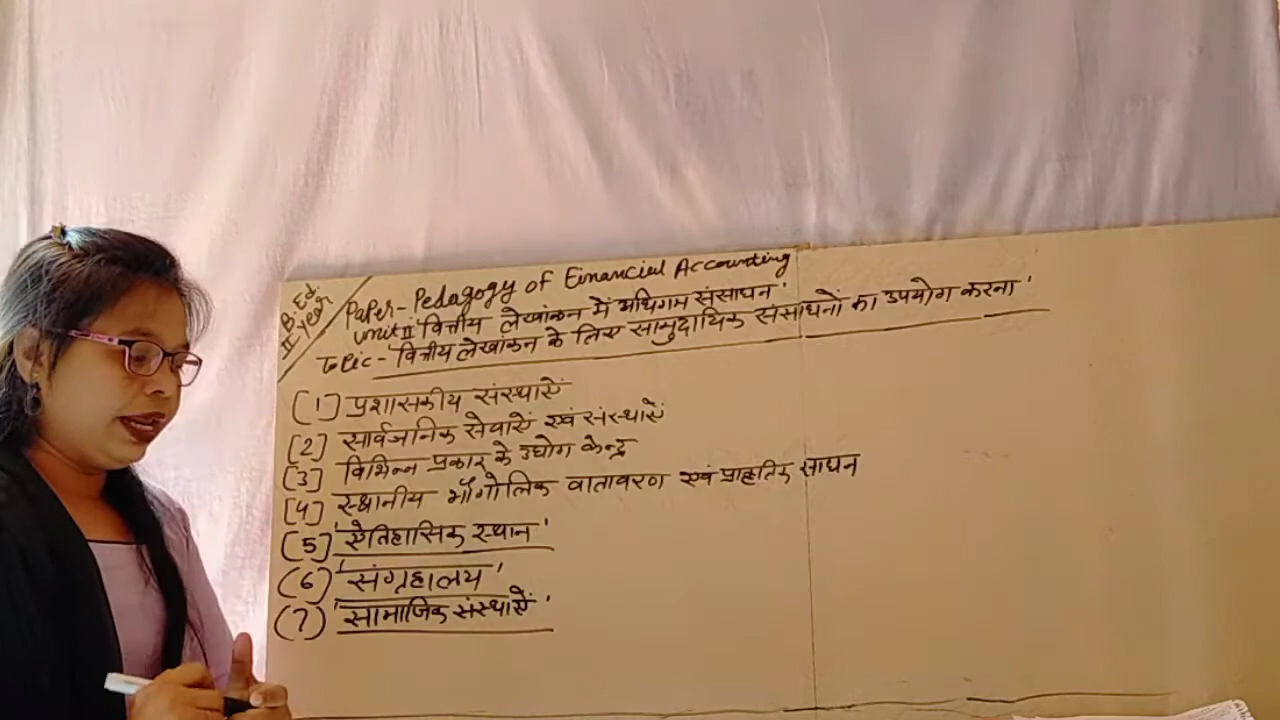 B.Ed.
II year
Paper - Pedagogy of Financial Accounting
unit II 'वित्तीय लेखांकन में अधिगम संसाधन'
Topic - 'वित्तीय लेखांकन के लिए सामुदायिक संसाधनों का उपयोग करना'
(1) प्रशासकीय संस्थाऐं
(2) सार्वजनिक सेवाऐं एवं संस्थाऐं
(3) विभिन्न प्रकार के उद्योग केन्द्र
(4) स्थानीय भौगोलिक वातावरण एवं प्राकृतिक साधन
(5) 'ऐतिहासिक स्थान'
(6) 'संग्रहालय'
(7) 'सामाजिक संस्थाऐं'